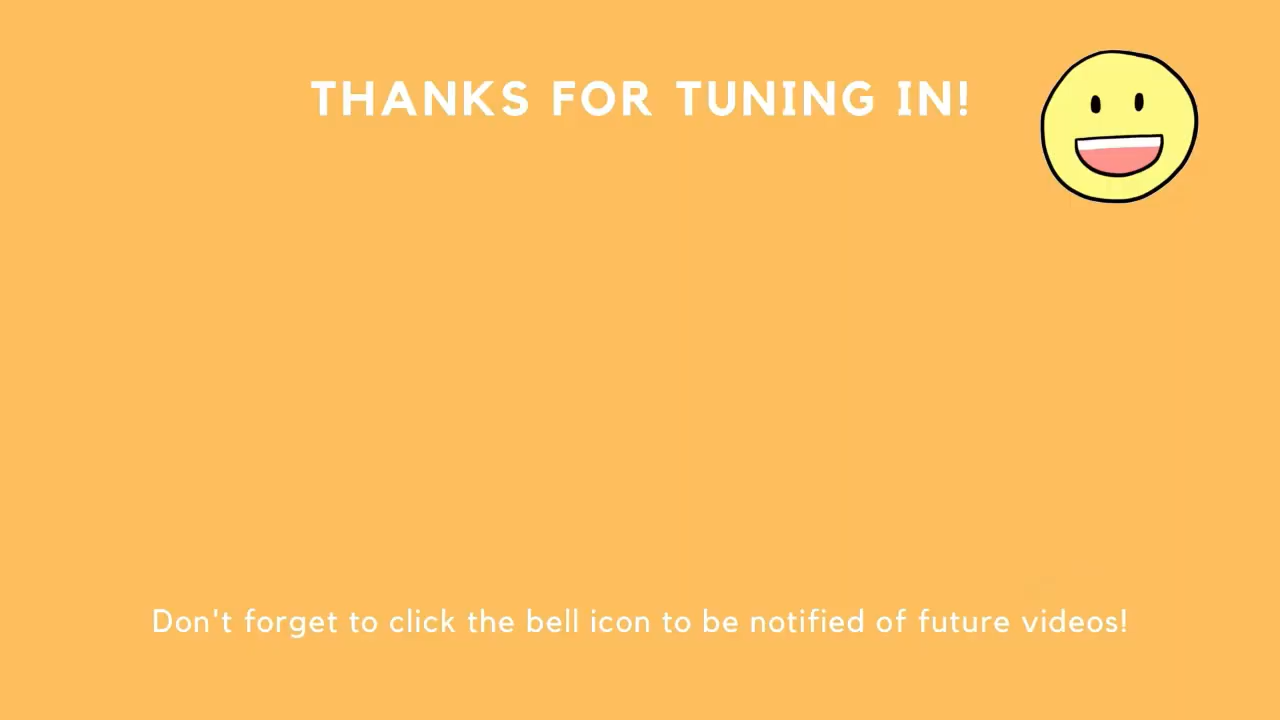 THANKS FOR TUNING IN!
Don't forget to click the bell icon to be notified of future videos!